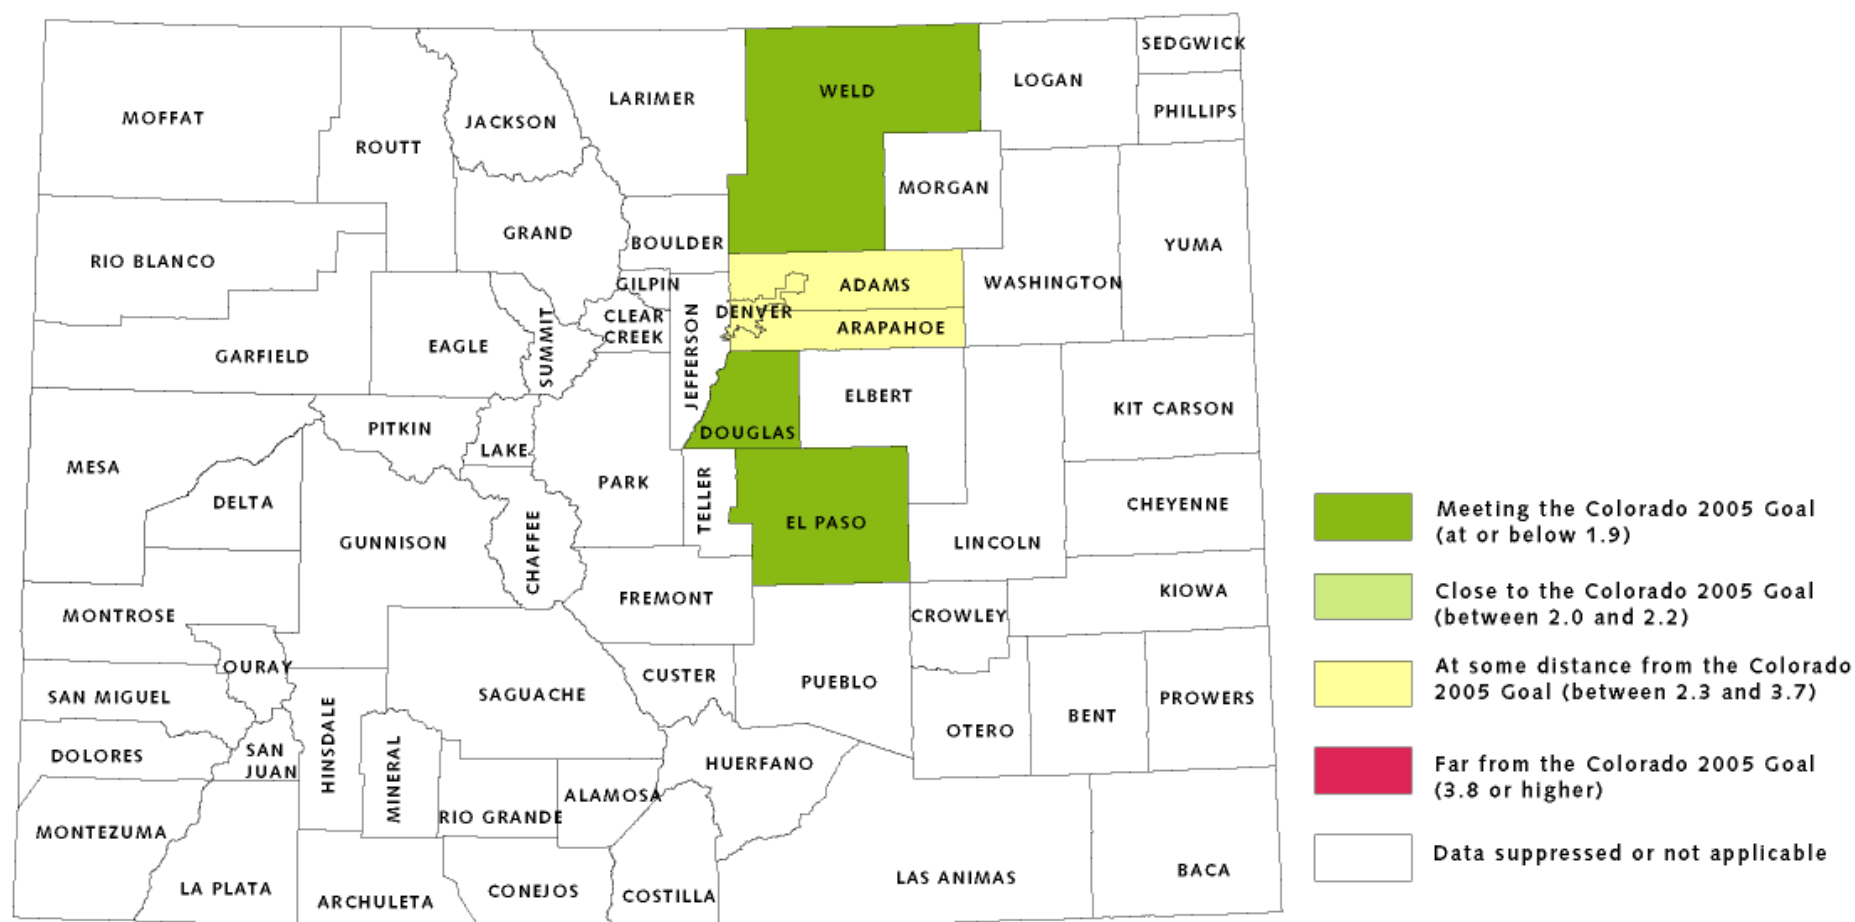 SEDGWICK
LOGAN
WELD
LARIMER
PHILLIPS
MOFFAT
JACKSON
ROUTT
MORGAN
GRAND
BOULDER
YUMA
RIO BLANCO
GILPIN
ADAMS
WASHINGTON
DENVER
CLEAR
CREEK
ARAPAHOE
SUMMIT
EAGLE
GARFIELD
JEFFERSON
ELBERT
KIT CARSON
PITKIN
DOUGLAS
LAKE
MESA
PARK
TELLER
DELTA
CHEYENNE
EL PASO
GUNNISON
CHAFFEE
LINCOLN
FREMONT
KIOWA
MONTROSE
CROWLEY
OURAY
CUSTER
PUEBLO
SAN MIGUEL
SAGUACHE
PROWERS
BENT
OTERO
HINSDALE
DOLORES
SAN
JUAN
MINERAL
HUERFANO
ALAMOSA
RIO GRANDE
MONTEZUMA
BACA
LAS ANIMAS
LA PLATA
CONEJOS
COSTILLA
ARCHULETA
Meeting the Colorado 2005 Goal
(at or below 1.9)
Close to the Colorado 2005 Goal
(between 2.0 and 2.2)
At some distance from the Colorado
2005 Goal (between 2.3 and 3.7)
Far from the Colorado 2005 Goal
(3.8 or higher)
Data suppressed or not applicable